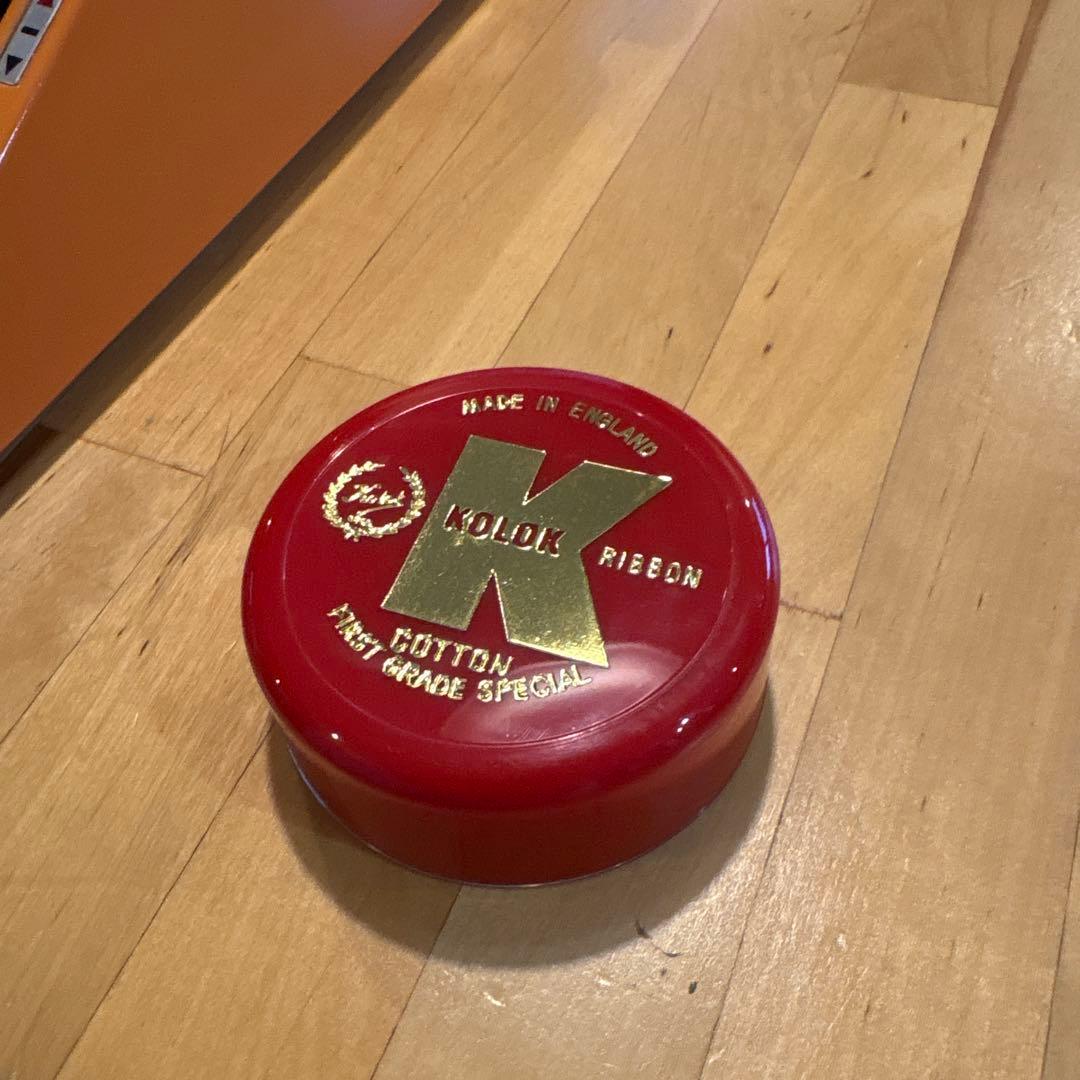 MADE IN ENGLAND
KOLOK
RIBBON
COTTON
FIRST GRADE SPECIAL